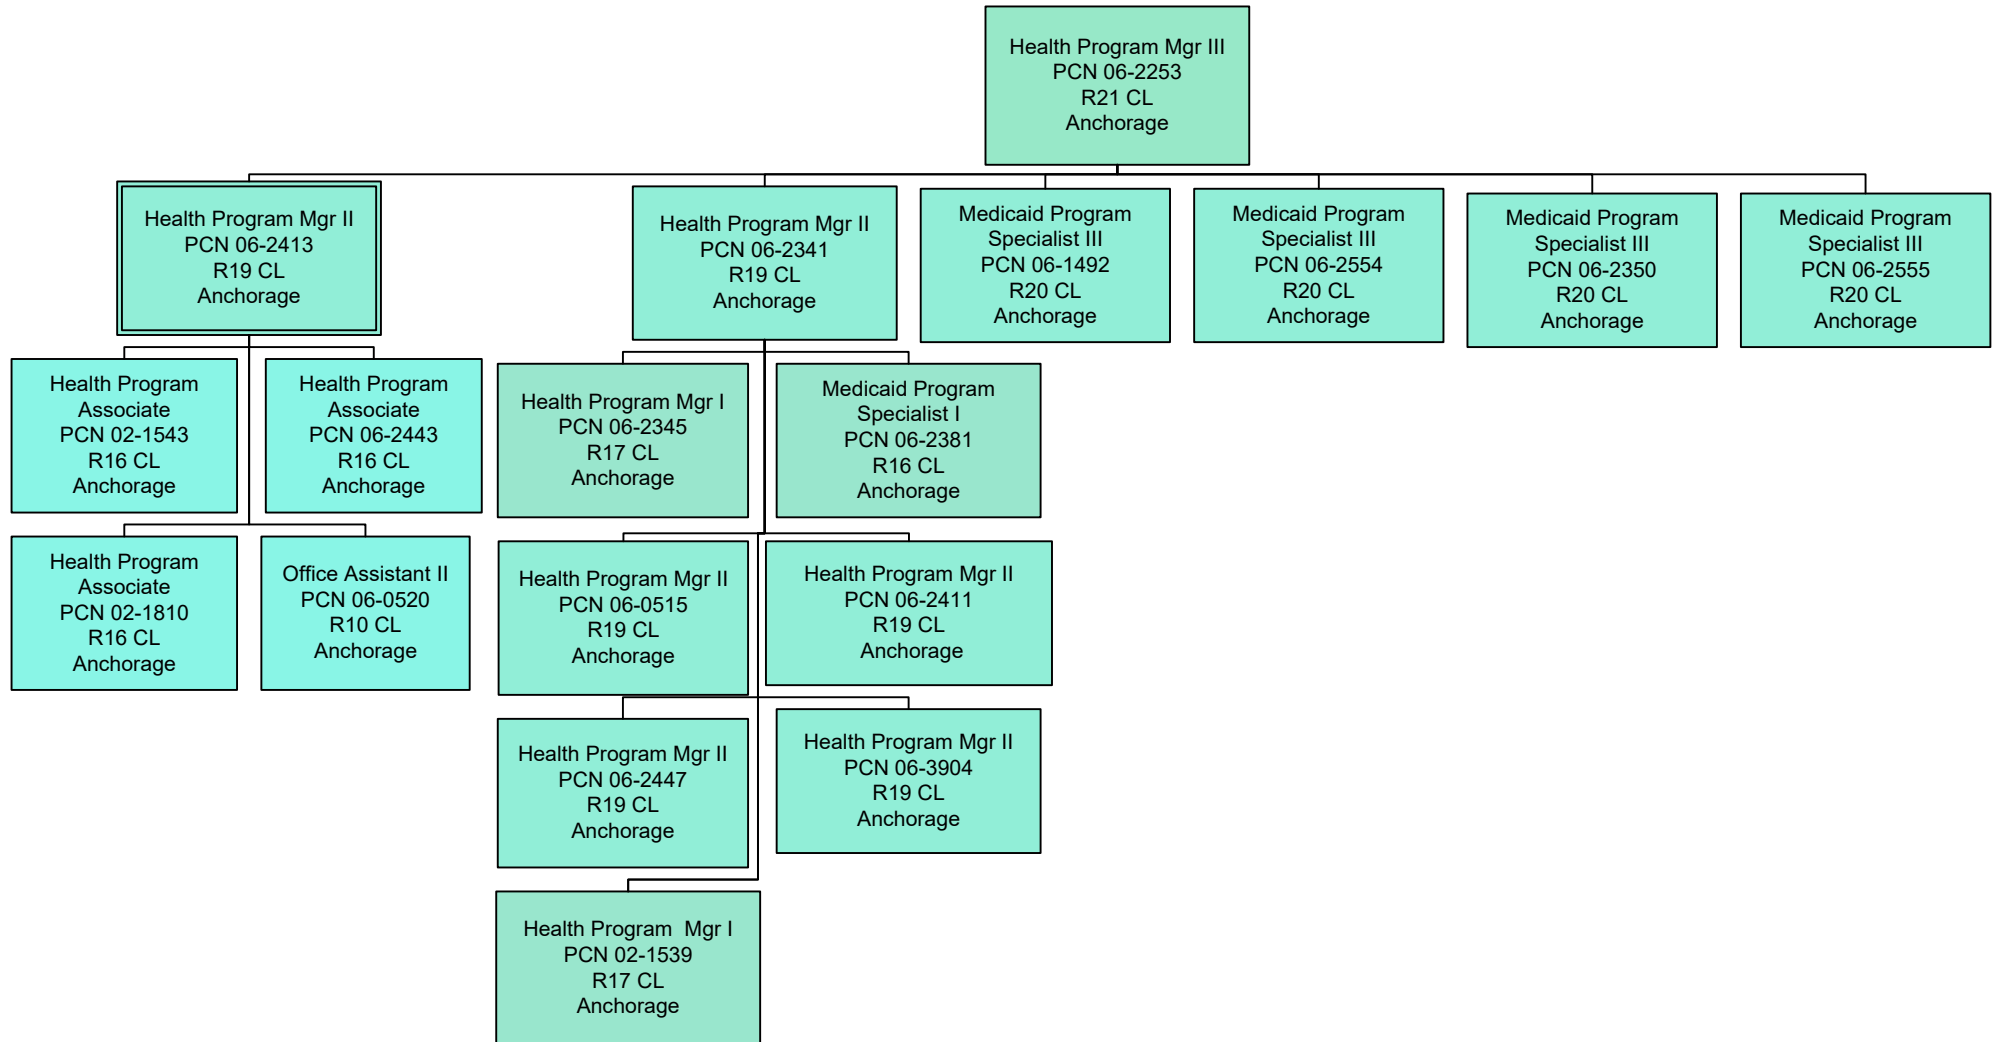 Health Program Mgr III
PCN 06-2253
R21 CL
Anchorage
Health Program Mgr II
PCN 06-2413
R19 CL
Anchorage
Health Program Mgr II
PCN 06-2341
R19 CL
Anchorage
Medicaid Program
Specialist III
PCN 06-1492
R20 CL
Anchorage
Medicaid Program
Specialist III
PCN 06-2554
R20 CL
Anchorage
Medicaid Program
Specialist III
PCN 06-2350
R20 CL
Anchorage
Medicaid Program
Specialist III
PCN 06-2555
R20 CL
Anchorage
Health Program
Associate
PCN 02-1543
R16 CL
Anchorage
Health Program
Associate
PCN 06-2443
R16 CL
Anchorage
Health Program Mgr I
PCN 06-2345
R17 CL
Anchorage
Medicaid Program
Specialist I
PCN 06-2381
R16 CL
Anchorage
Health Program
Associate
PCN 02-1810
R16 CL
Anchorage
Office Assistant II
PCN 06-0520
R10 CL
Anchorage
Health Program Mgr II
PCN 06-0515
R19 CL
Anchorage
Health Program Mgr II
PCN 06-2411
R19 CL
Anchorage
Health Program Mgr II
PCN 06-2447
R19 CL
Anchorage
Health Program Mgr II
PCN 06-3904
R19 CL
Anchorage
Health Program  Mgr I
PCN 02-1539
R17 CL
Anchorage